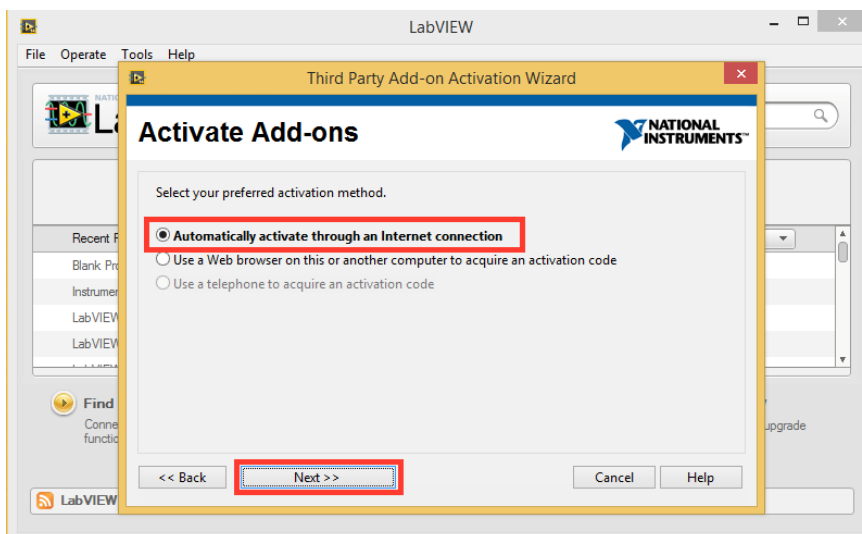 LabVIEW
File Operate Tools Help
Third Party Add-on Activation Wizard
NATIO
La
Activate Add-ons
NATIONAL
INSTRUMENTS™
Select your preferred activation method.
Automatically activate through an Internet connection
Use a Web browser on this or another computer to acquire an activation code
Use a telephone to acquire an activation code
Recent F
Blank Pro
Instrumen
LabVIEW
LabVIEW
Find
Conne
functio
upgrade
<< Back Next >> Cancel Help
LabVIEW